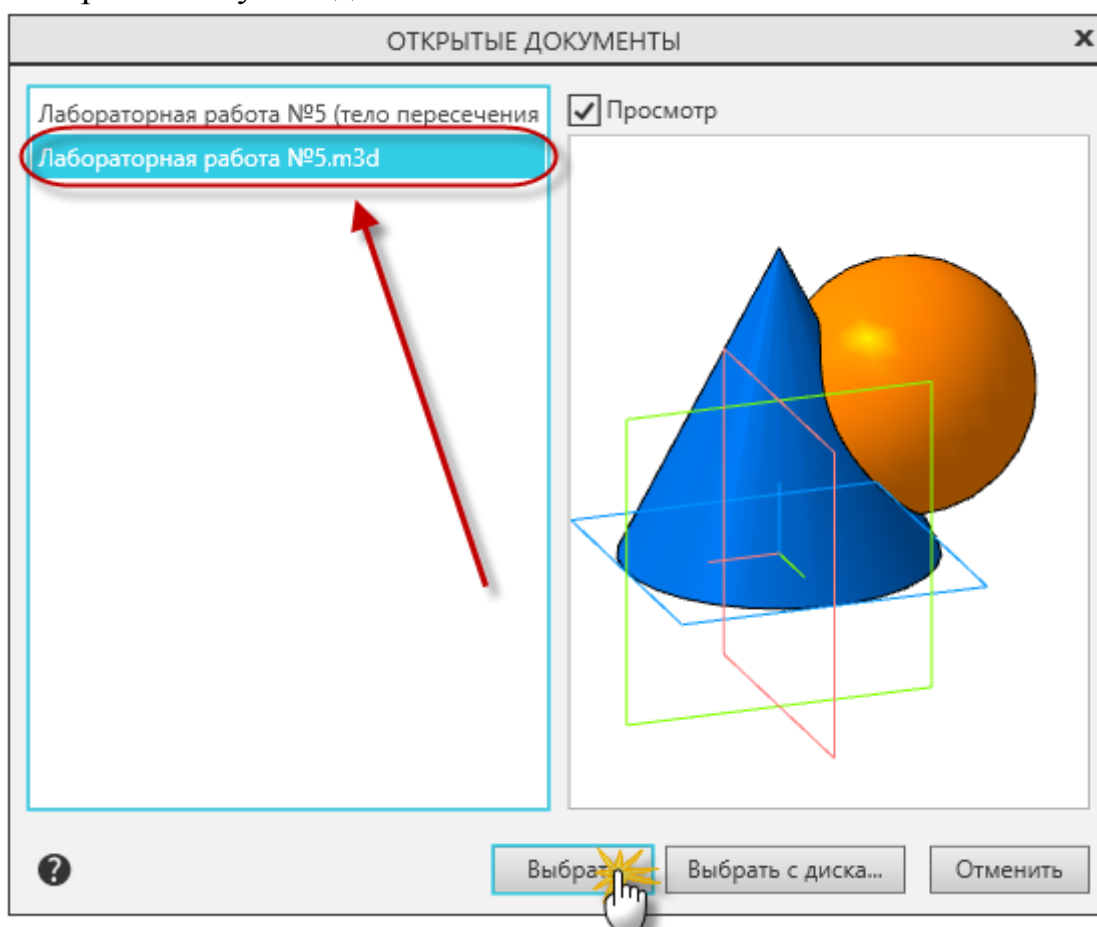 ОТКРЫТЫЕ ДОКУМЕНТЫ
Лабораторная работа №5 (тело пересечения
Просмотр
Лабораторная работа №5.m3d
Выбрать с диска...
Отменить